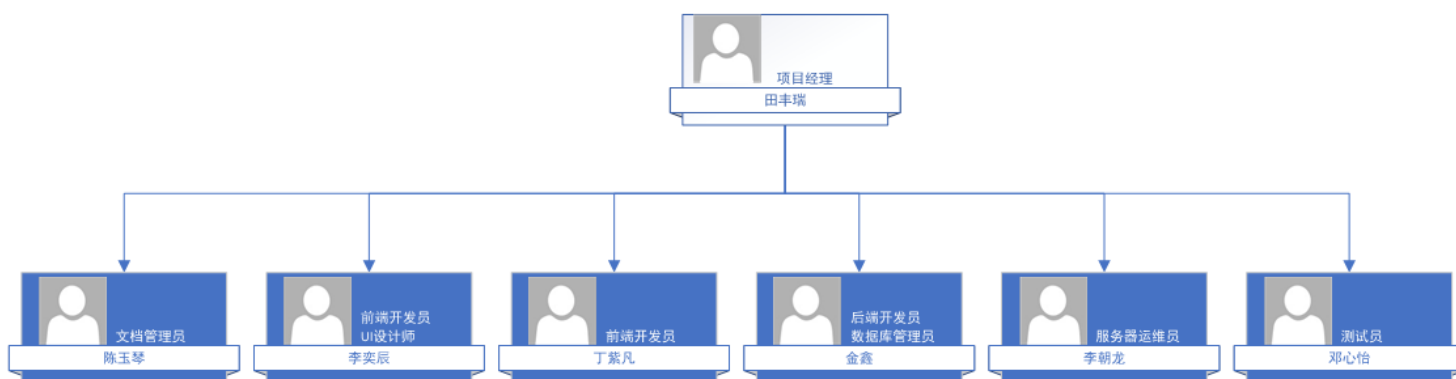 项目经理
田丰瑞
文档管理员
陈玉琴
前端开发员
UI设计师
李奕辰
前端开发员
丁紫凡
后端开发员
数据库管理员
金鑫
服务器运维员
李朝龙
测试员
邓心怡